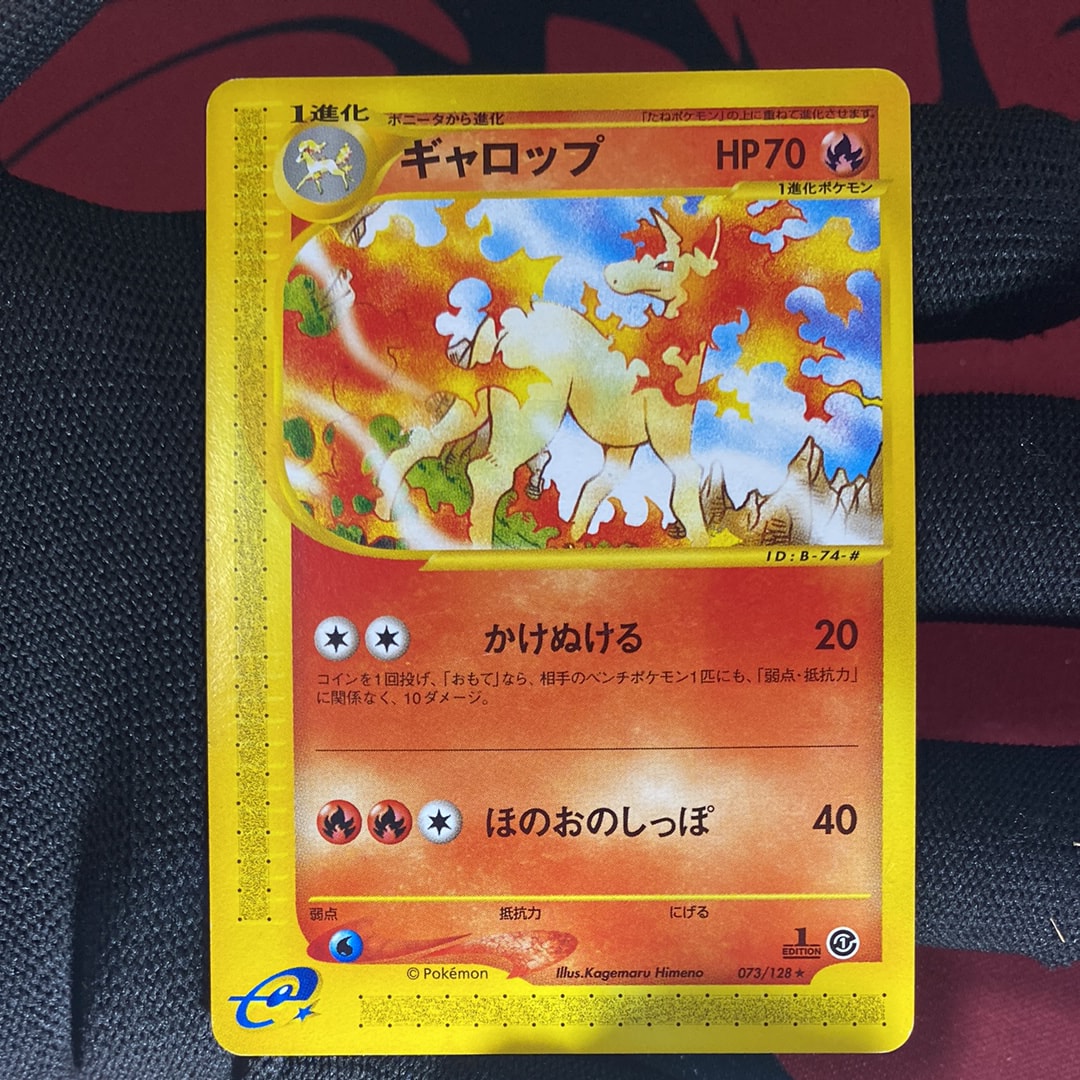 1進化
ポニータから進化
「たねポケモン」の上に重ねて進化させます。
ギャロップ
HP70
1進化ポケモン
ID:B-74-#
かけぬける 20
コインを1回投げ、「おもて」なら、相手のベンチポケモン1匹にも、「弱点・抵抗力」
に関係なく、10ダメージ。
ほのおのしっぽ 40
弱点 抵抗力 にげる
1
EDITION
© Pokémon Illus.Kagemaru Himeno 073/128★
e